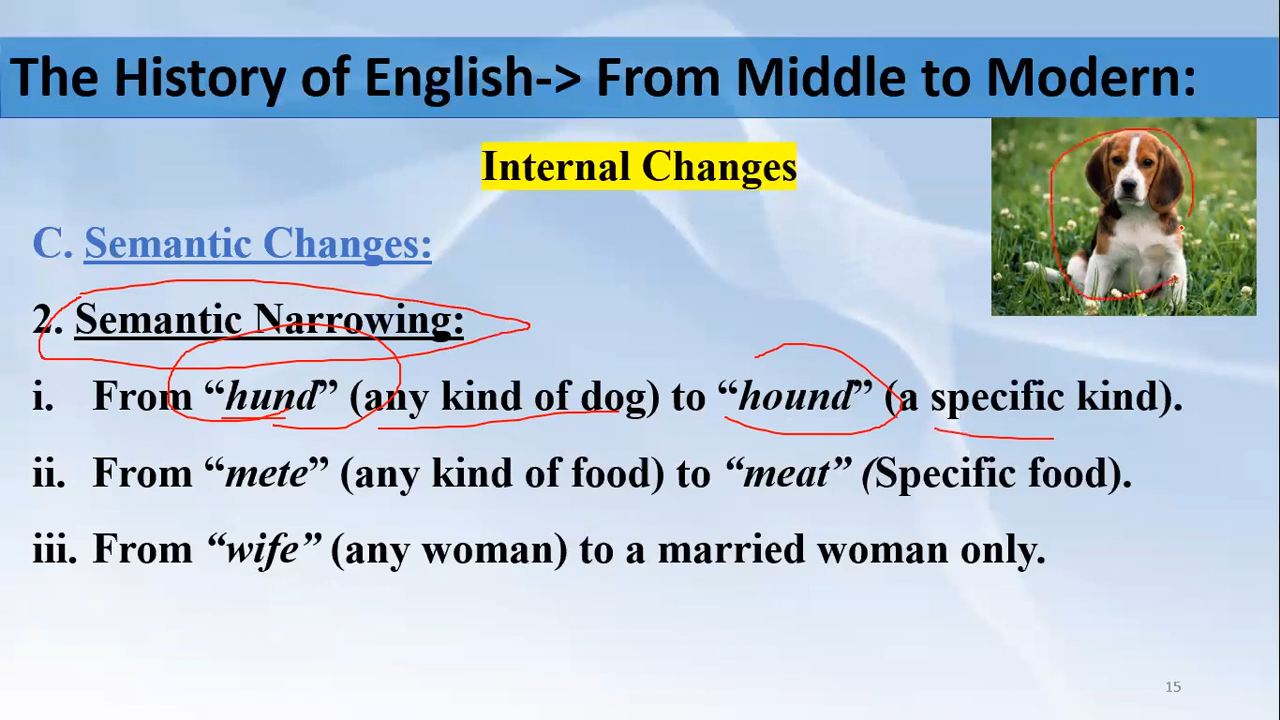 The History of English-> From Middle to Modern:
Internal Changes
C. Semantic Changes:
2. Semantic Narrowing:
i. From “hund” (any kind of dog) to “hound” (a specific kind).
ii. From “mete” (any kind of food) to “meat” (Specific food).
iii. From “wife” (any woman) to a married woman only.
15